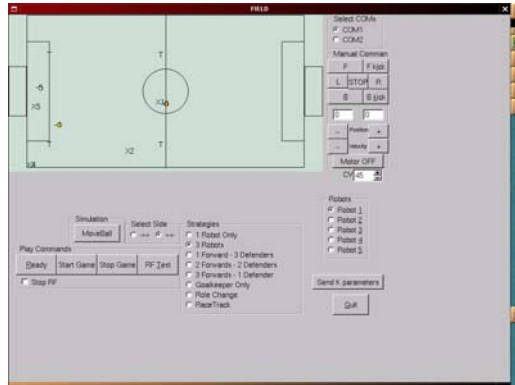 FIELD
Select COMs
COM1
COM2
Manual Comman
F
F kick
L
STOP
R
B
B kick
0
0
--
Position
+
--
Velocity
+
Motor OFF
CV
45
T
X5
X2
T
Simulation
MoveBall
Select Side
Strategies
1 Robot Only
3 Robots
1 Forward - 3 Defenders
2 Forwards - 2 Defenders
3 Forwards - 1 Defender
Goalkeeper Only
Role Change
RaceTrack
Play Commands
Ready
Start Game
Stop Game
RF Test
Stop RF
Robots
Robot 1
Robot 2
Robot 3
Robot 4
Robot 5
Send K parameters
Quit